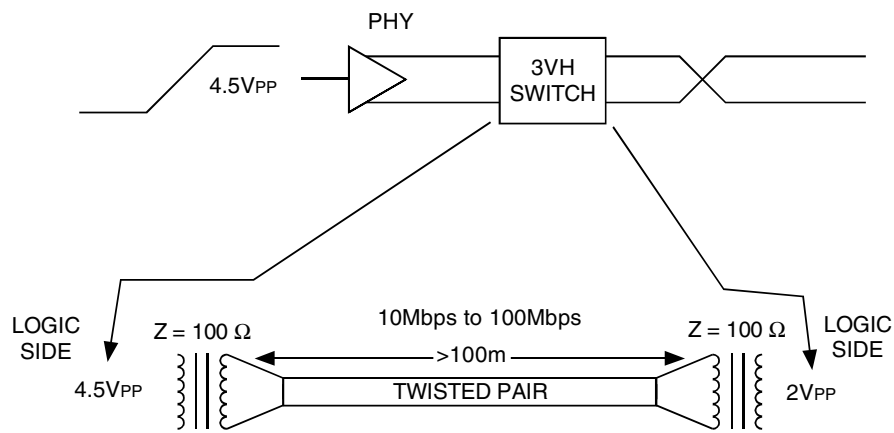 PHY
4.5VPP
3VH
SWITCH
10Mbps to 100Mbps
LOGIC
SIDE
Z = 100 Ω
Z = 100 Ω
LOGIC
SIDE
>100m
4.5VPP
TWISTED PAIR
2VPP